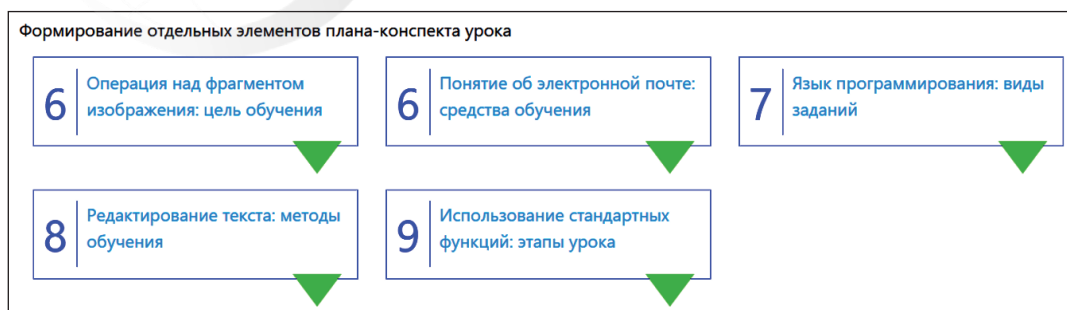 Формирование отдельных элементов плана-конспекта урока
6
Операция над фрагментом
изображения: цель обучения
6
Понятие об электронной почте:
средства обучения
7
Язык программирования: виды
заданий
8
Редактирование текста: методы
обучения
9
Использование стандартных
функций: этапы урока